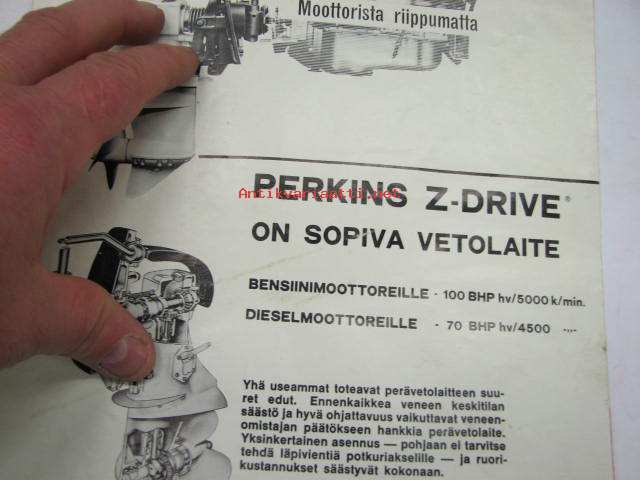 Moottorista riippumatta
PERKINS Z-DRIVE®
Antikvariaatti.net
ON SOPiVA VETOLAITE
BENSIINIMOOTTOREILLE - 100 BHP hv/5000 k/min.
DIESELMOOTTOREILLE - 70 BHP hv/4500 -„-
Yhä useammat toteavat perävetolaitteen suu-
ret edut. Ennenkaikkea veneen keskitilan
säästö ja hyvä ohjattavuus vaikuttavat veneen-
omistajan päätökseen hankkia perävetolaite.
Yksinkertainen asennus — pohjaan ei tarvitse
tehdä läpivientiä potkuriakselille — ja ruori-
kustannukset säästyvät kokonaan.